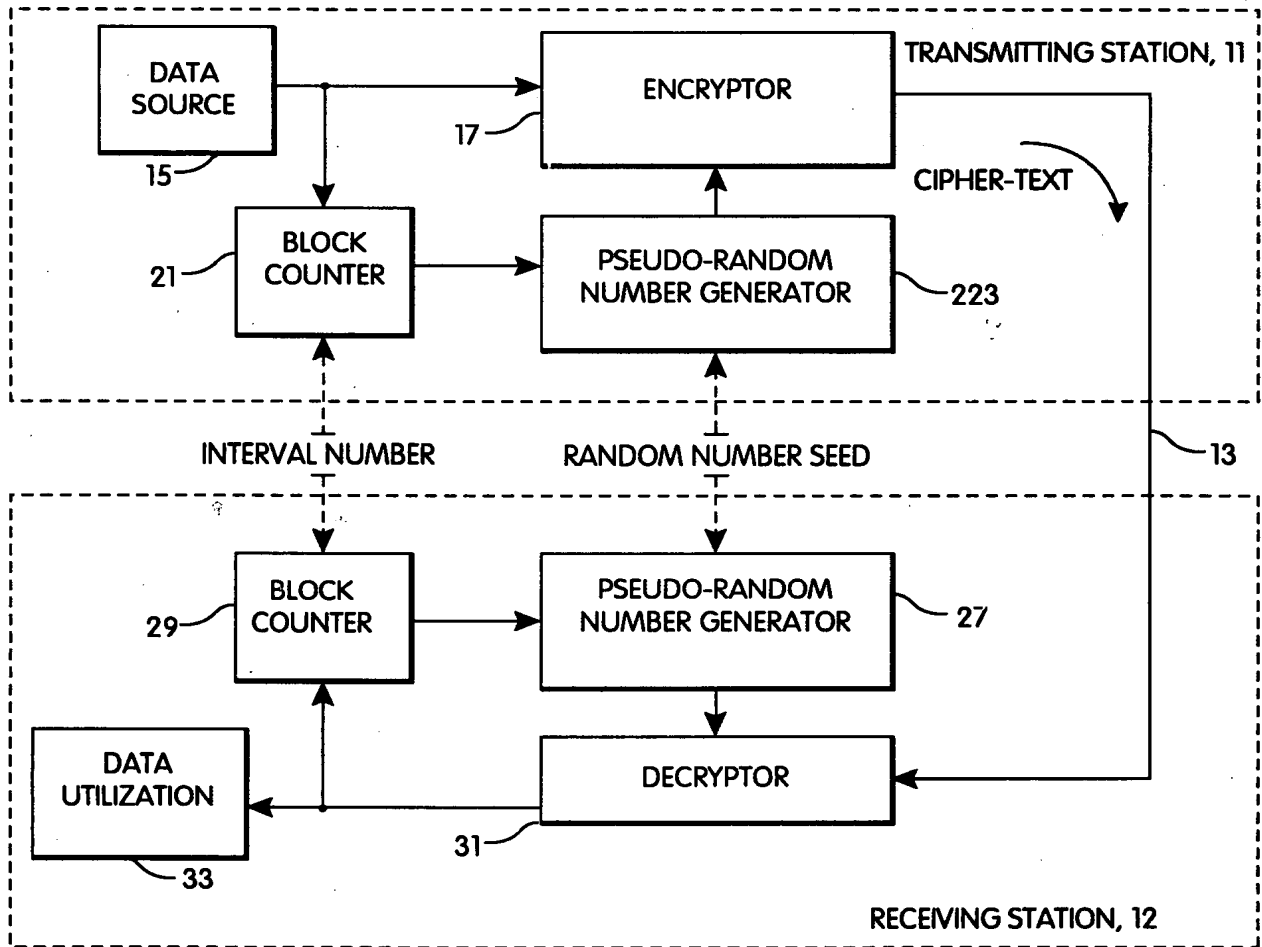 DATA
SOURCE
15
ENCRYPTOR
17
TRANSMITTING STATION, 11
CIPHER-TEXT
BLOCK
COUNTER
21
PSEUDO-RANDOM
NUMBER GENERATOR
223
INTERVAL NUMBER
RANDOM NUMBER SEED
13
BLOCK
COUNTER
29
PSEUDO-RANDOM
NUMBER GENERATOR
27
DATA
UTILIZATION
33
DECRYPTOR
31
RECEIVING STATION, 12